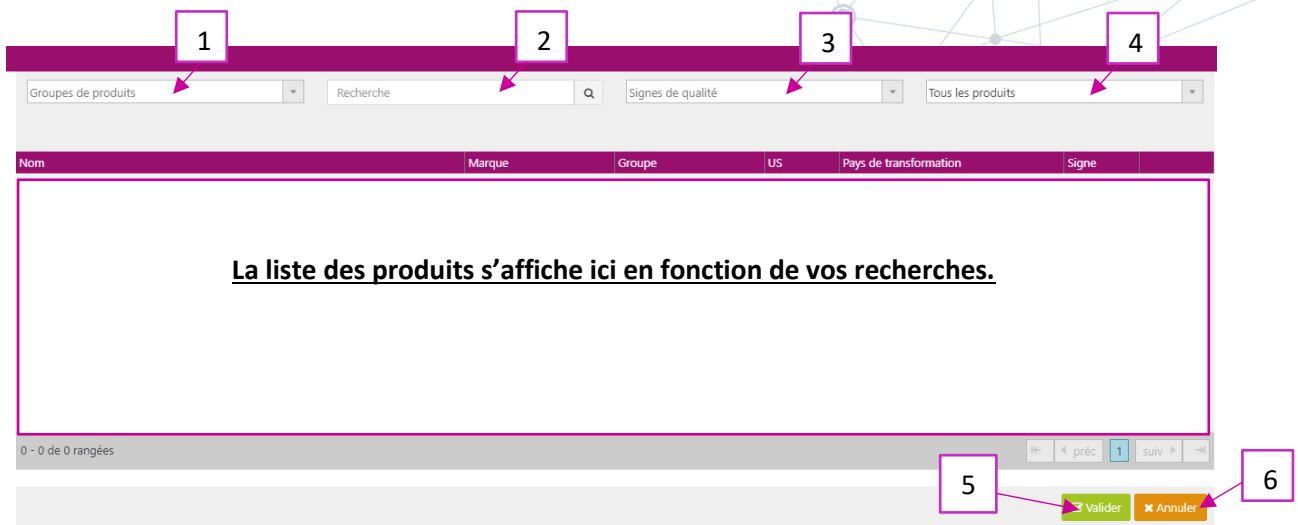 1 2 3 4
Groupes de produits Recherche Signes de qualité Tous les produits
Nom Marque Groupe US Pays de transformation Signe
La liste des produits s’affiche ici en fonction de vos recherches.
0 - 0 de 0 rangées préc 1 suiv
5 6
Valider Annuler